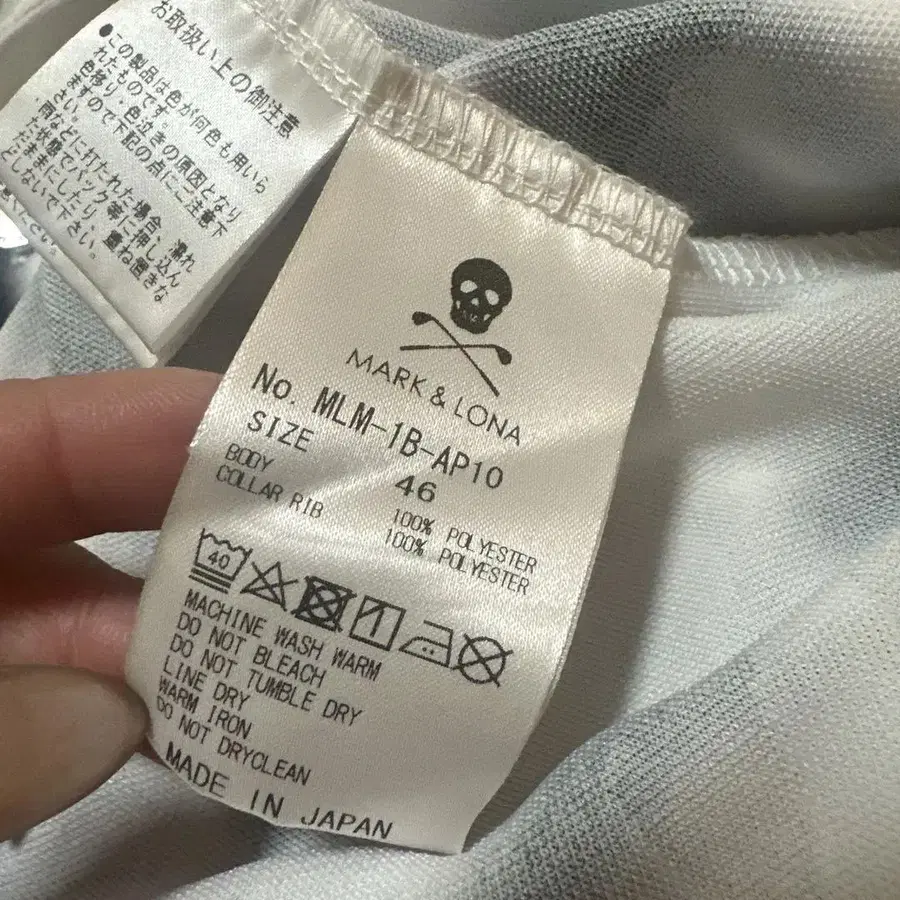 お取扱い上の御注意
●この製品は色が何色も用いら
れたものです。
色移り・色泣きの原因となり
ますので下記の点にご注意下
さい。
雨などに打たれた場合し、濡れ
た状態でバック等に押し込ん
だままにしたり、重ね置きな
としないで下さい。
MARK & LONA
No. MLM-1B-AP10
SIZE 46
BODY 100% POLYESTER
COLLAR RIB 100% POLYESTER
40
MACHINE WASH WARM
DO NOT BLEACH
DO NOT TUMBLE DRY
LINE DRY
WARM IRON
DO NOT DRYCLEAN
MADE IN JAPAN